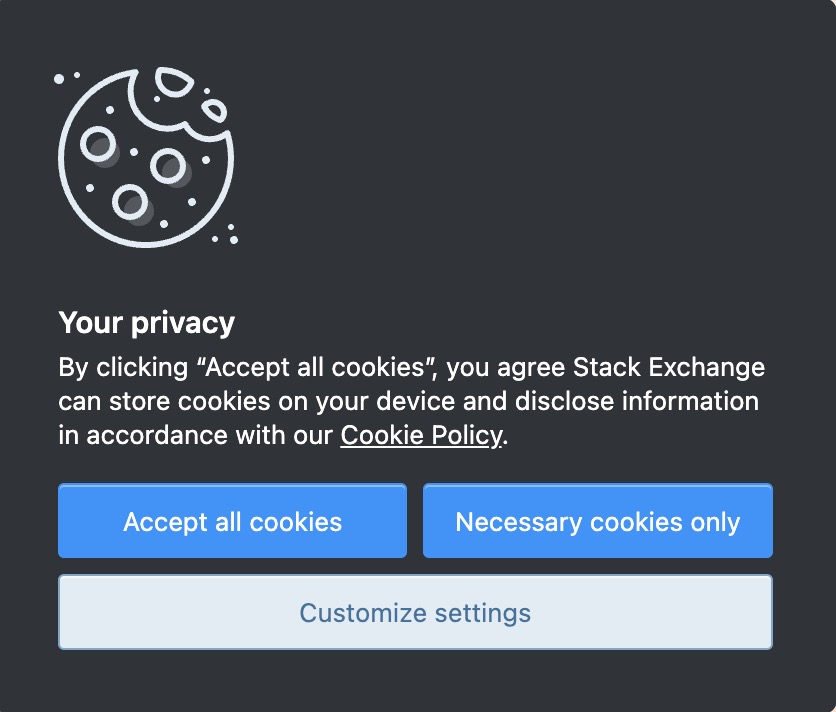 Your privacy
By clicking “Accept all cookies”, you agree Stack Exchange
can store cookies on your device and disclose information
in accordance with our Cookie Policy.
Accept all cookies
Necessary cookies only
Customize settings